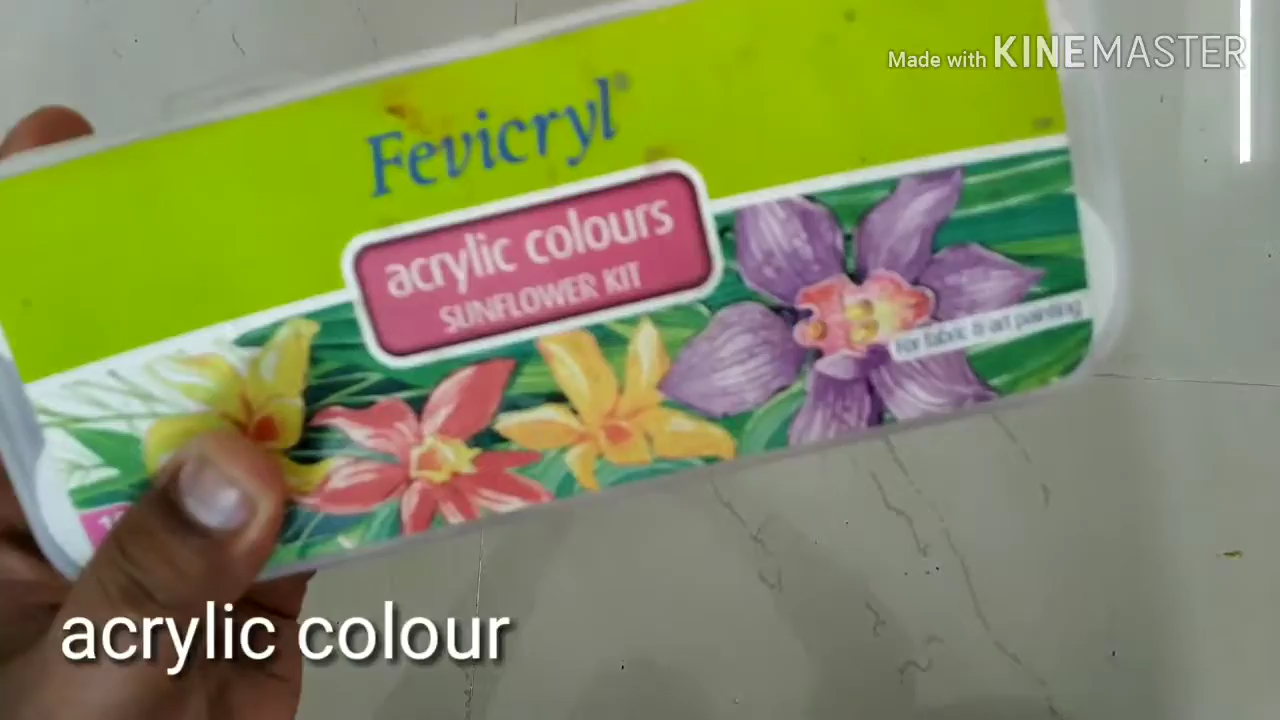 Made with KINEMASTER
Fevicryl®
acrylic colours
SUNFLOWER KIT
For fabric & art painting
acrylic colour